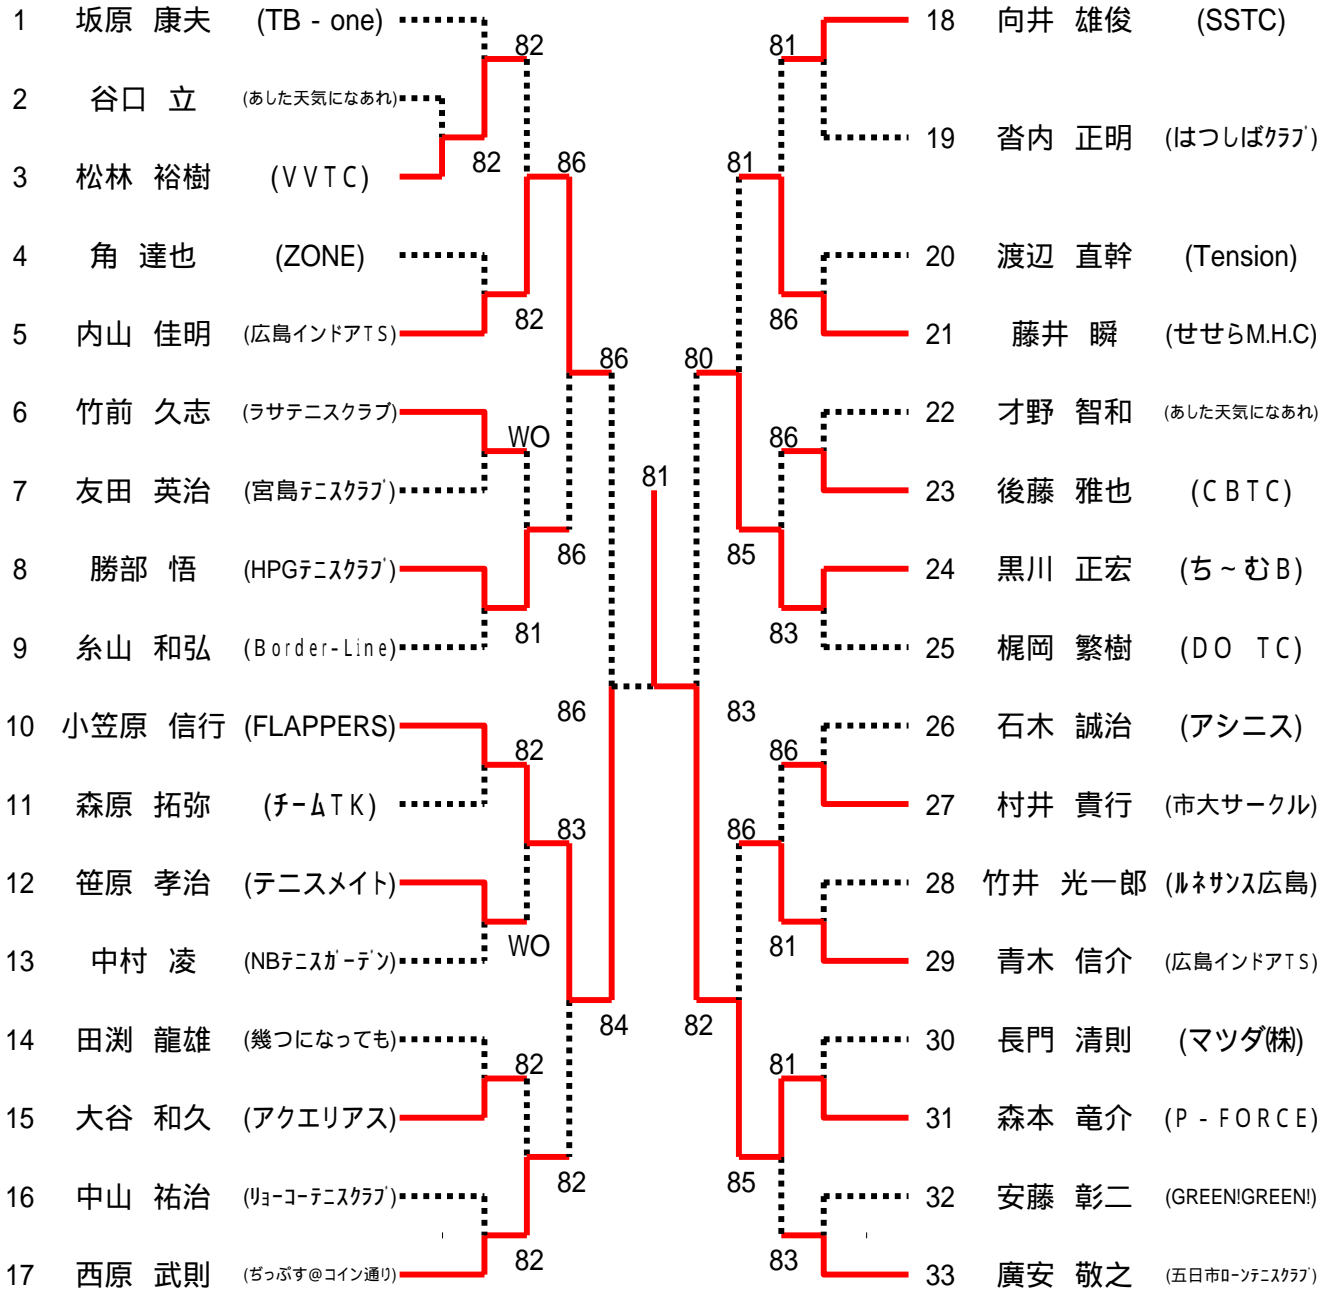 1 坂原 康夫 (TB - one)
82
2 谷口 立 (あした天気になあれ)
82
3 松林 裕樹 (VVTC)
86
4 角 達也 (ZONE)
82
5 内山 佳明 (広島インドアTS)
86
6 竹前 久志 (ラサテニスクラブ)
WO
7 友田 英治 (宮島テニスクラブ)
86
8 勝部 悟 (HPGテニスクラブ)
81
9 糸山 和弘 (Border-Line)
86
10 小笠原 信行 (FLAPPERS)
82
11 森原 拓弥 (チームTK)
83
12 笹原 孝治 (テニスメイト)
WO
13 中村 凌 (NBテニスガーデン)
84
14 田渕 龍雄 (幾つになっても)
82
15 大谷 和久 (アクエリアス)
82
16 中山 祐治 (リョーコーテニスクラブ)
82
17 西原 武則 (ぢっぷす@コイン通り)
81
18 向井 雄俊 (SSTC)
81
19 沓内 正明 (はつしばクラブ)
81
20 渡辺 直幹 (Tension)
86
21 藤井 瞬 (せせらM.H.C)
80
22 才野 智和 (あした天気になあれ)
86
23 後藤 雅也 (CBTC)
85
24 黒川 正宏 (ち～むB)
83
25 梶岡 繁樹 (DO TC)
83
26 石木 誠治 (アシニス)
86
27 村井 貴行 (市大サークル)
86
28 竹井 光一郎 (ルネサンス広島)
81
29 青木 信介 (広島インドアTS)
82
30 長門 清則 (マツダ㈱)
81
31 森本 竜介 (P - FORCE)
85
32 安藤 彰二 (GREEN!GREEN!)
83
33 廣安 敬之 (五日市ローンテニスクラブ)